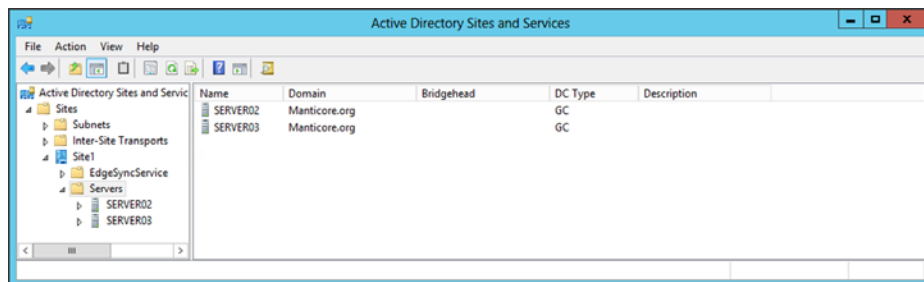 Active Directory Sites and Services
File Action View Help
Active Directory Sites and Servic
Name Domain Bridgehead DC Type Description
Sites
SERVER02 Manticore.org GC
Subnets
SERVER03 Manticore.org GC
Inter-Site Transports
Site1
EdgeSyncService
Servers
SERVER02
SERVER03